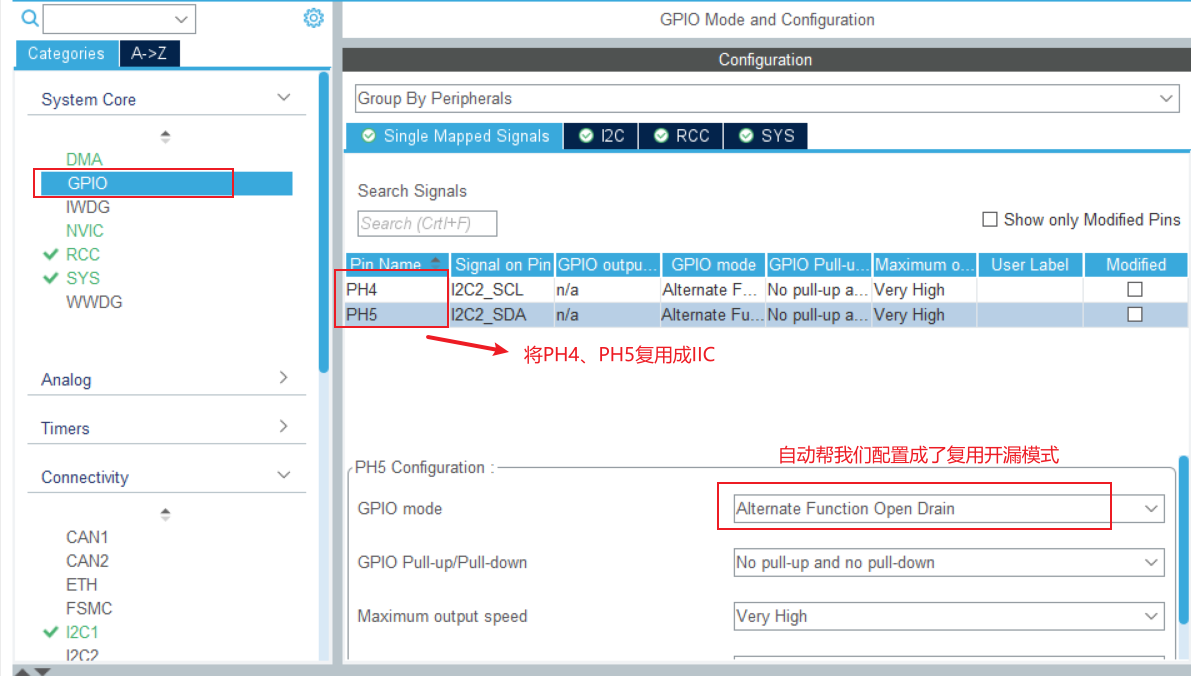 GPIO Mode and Configuration
Categories
A->Z
Configuration
System Core
Group By Peripherals
Single Mapped Signals
I2C
RCC
SYS
DMA
GPIO
IWDG
NVIC
RCC
SYS
WWDG
Search Signals
Search (Crtl+F)
Show only Modified Pins
Pin Name Signal on Pin GPIO outpu... GPIO mode GPIO Pull-u... Maximum o... User Label Modified
PH4 I2C2_SCL n/a Alternate F... No pull-up a... Very High
PH5 I2C2_SDA n/a Alternate Fu... No pull-up a... Very High
将PH4、PH5复用成IIC
Analog
Timers
Connectivity
CAN1
CAN2
ETH
FSMC
I2C1
I2C2
自动帮我们配置成了复用开漏模式
PH5 Configuration :
GPIO mode
Alternate Function Open Drain
GPIO Pull-up/Pull-down
No pull-up and no pull-down
Maximum output speed
Very High